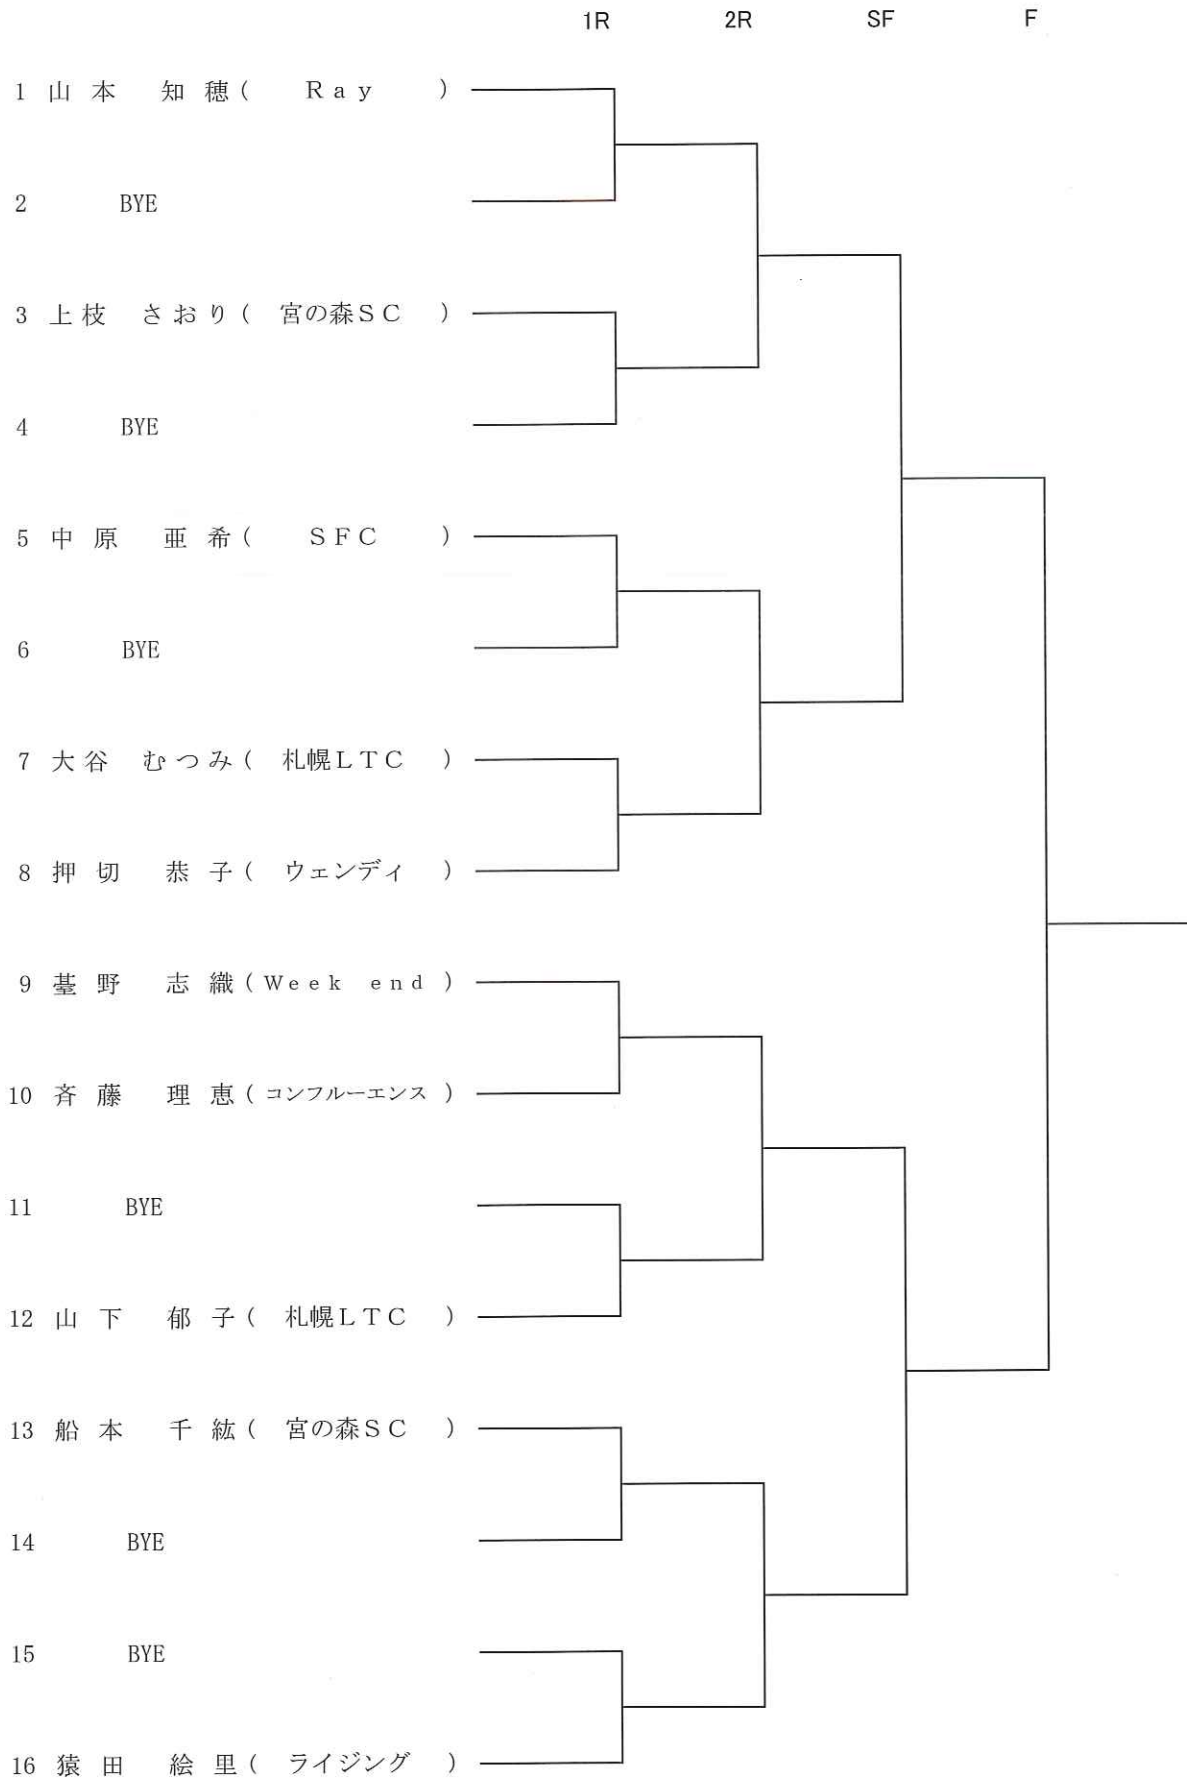 1R 2R SF F
1 山本 知穂 ( Ray )
2 BYE
3 上枝 さおり ( 宮の森SC )
4 BYE
5 中原 亜希 ( SFC )
6 BYE
7 大谷 むつみ ( 札幌LTC )
8 押切 恭子 ( ウェンディ )
9 臺野 志織 ( Week end )
10 斉藤 理恵 ( コンフルーエンス )
11 BYE
12 山下 郁子 ( 札幌LTC )
13 船本 千紘 ( 宮の森SC )
14 BYE
15 BYE
16 猿田 絵里 ( ライジング )